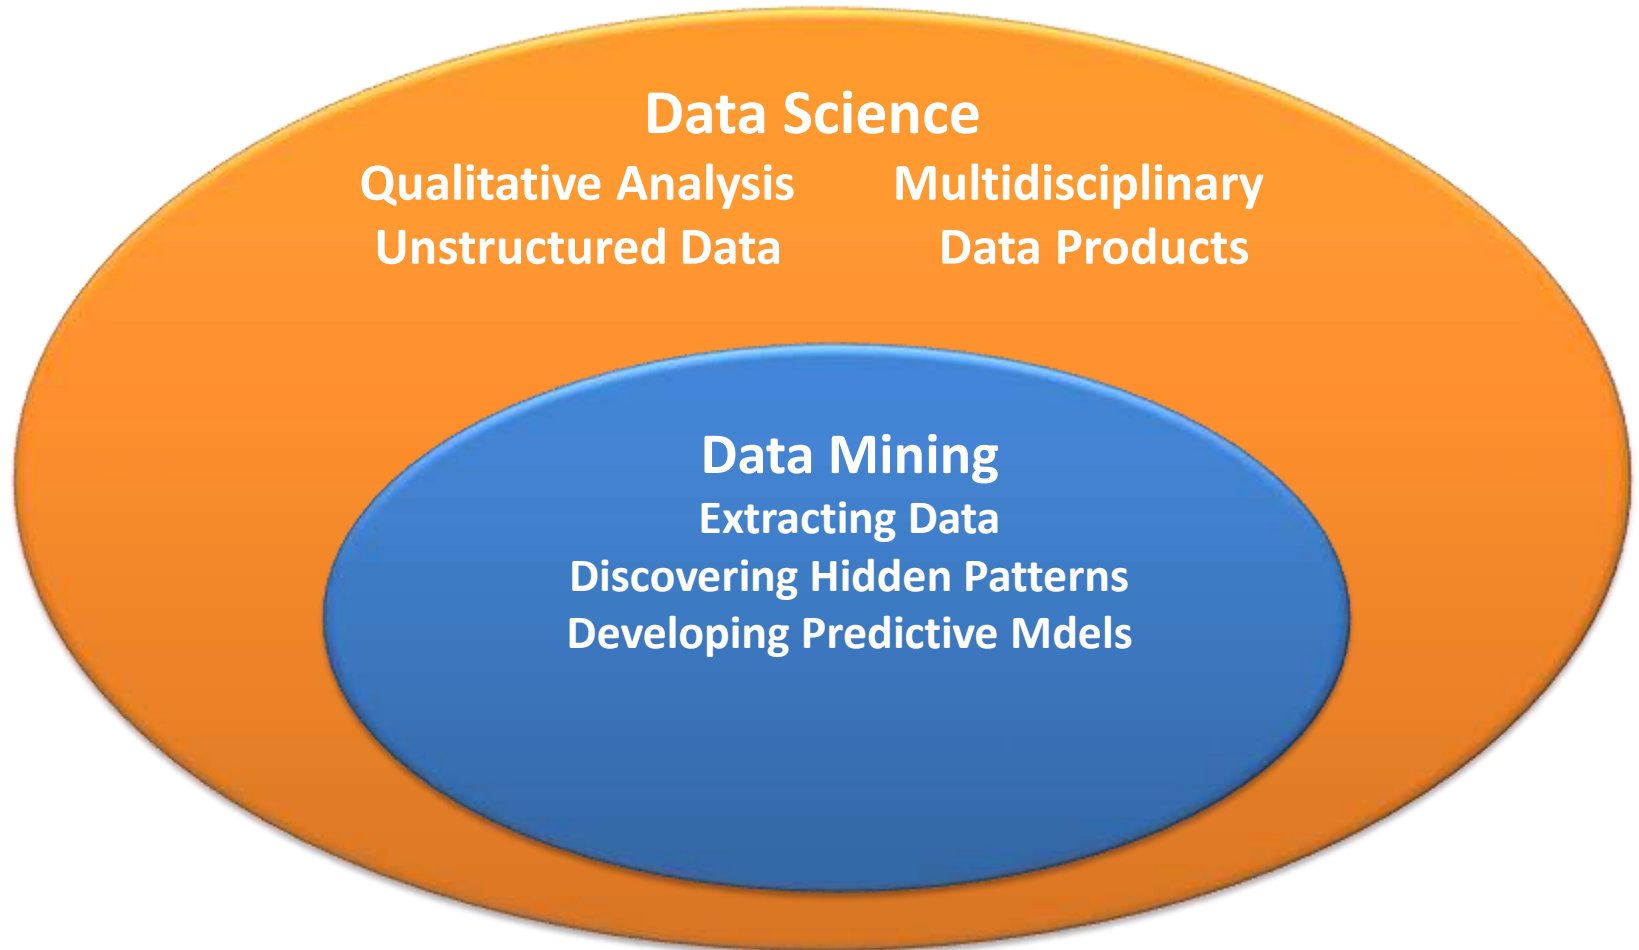 Data Science
Qualitative Analysis Multidisciplinary
Unstructured Data Data Products
Data Mining
Extracting Data
Discovering Hidden Patterns
Developing Predictive Mdels